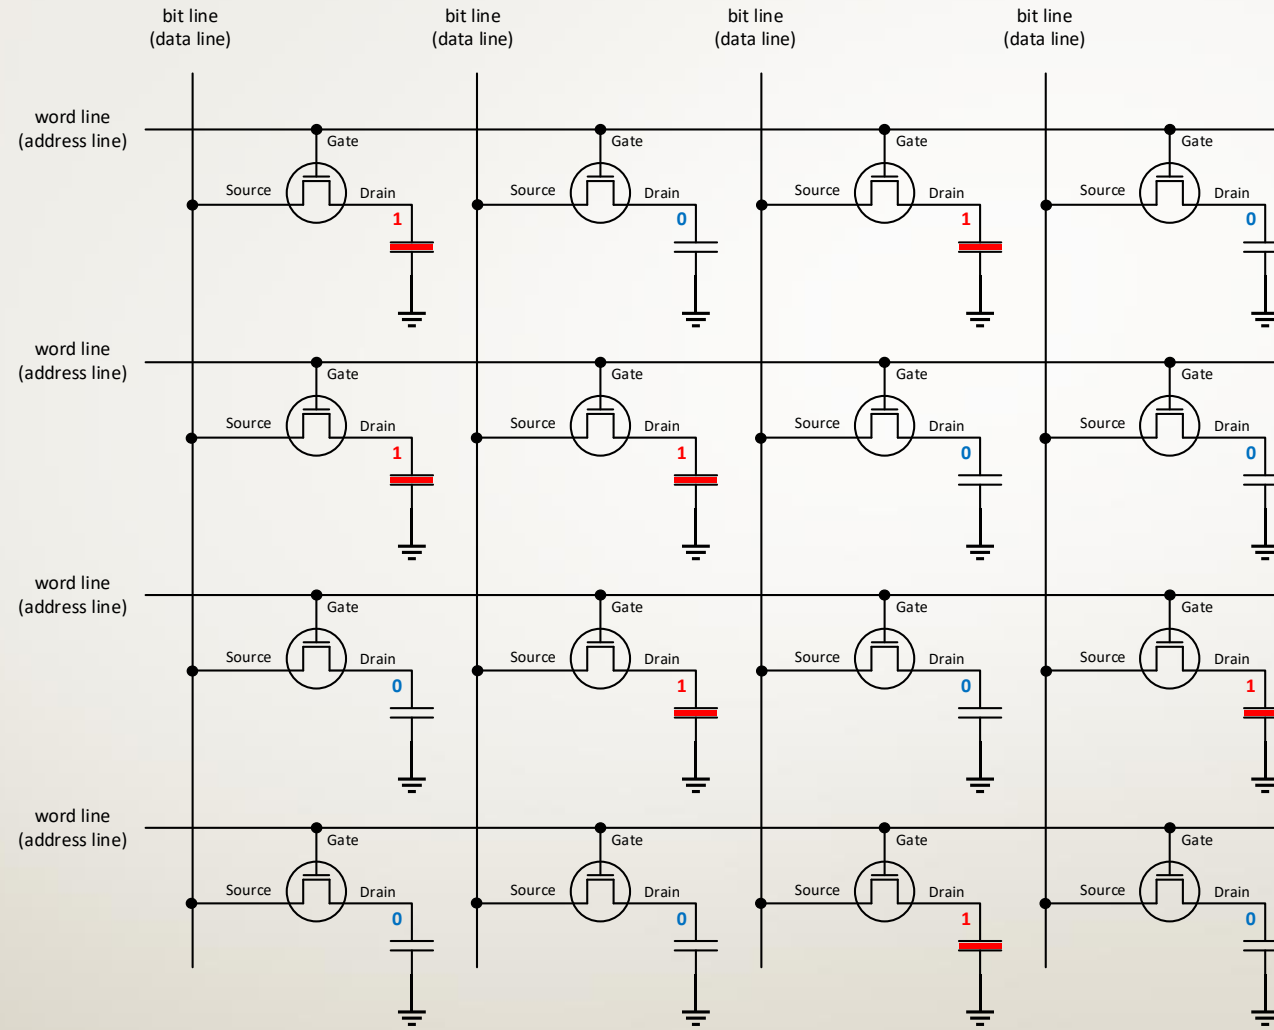 bit line
(data line)
bit line
(data line)
bit line
(data line)
bit line
(data line)
word line
(address line)
Gate Gate Gate Gate
Source Drain Source Drain Source Drain Source Drain
1 0 1 0
word line
(address line)
Gate Gate Gate Gate
Source Drain Source Drain Source Drain Source Drain
1 1 0 0
word line
(address line)
Gate Gate Gate Gate
Source Drain Source Drain Source Drain Source Drain
0 1 0 1
word line
(address line)
Gate Gate Gate Gate
Source Drain Source Drain Source Drain Source Drain
0 0 1 0